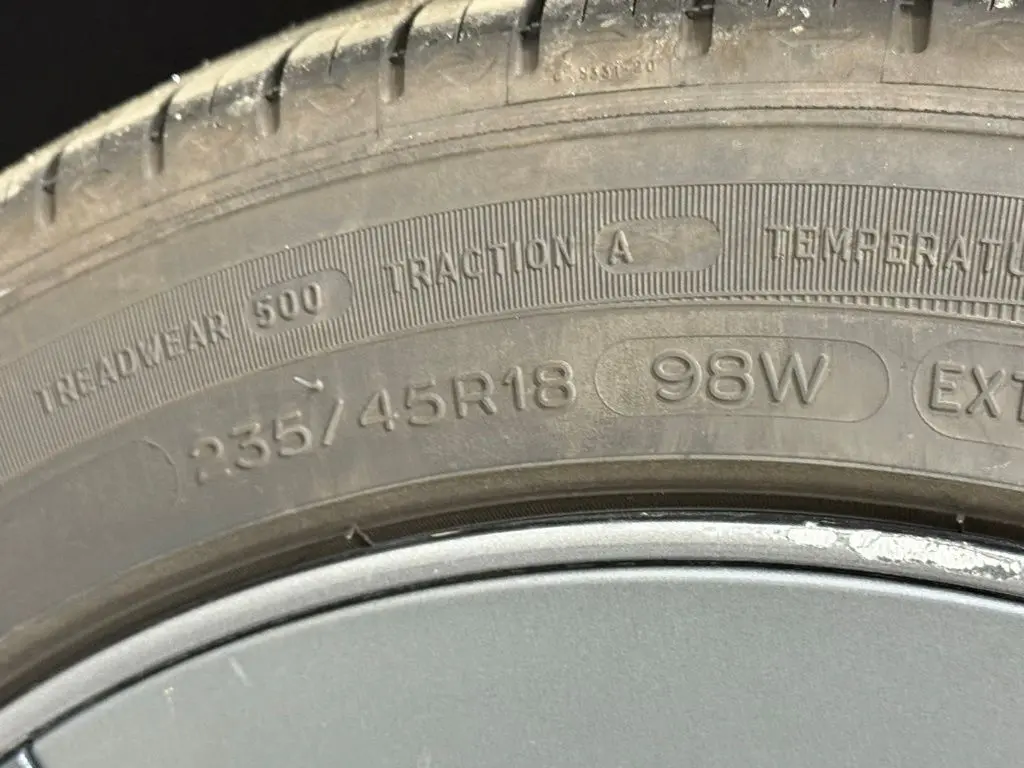 TREADWEAR 500 TRACTION A TEMPERATU
235/45R18 98W EXT